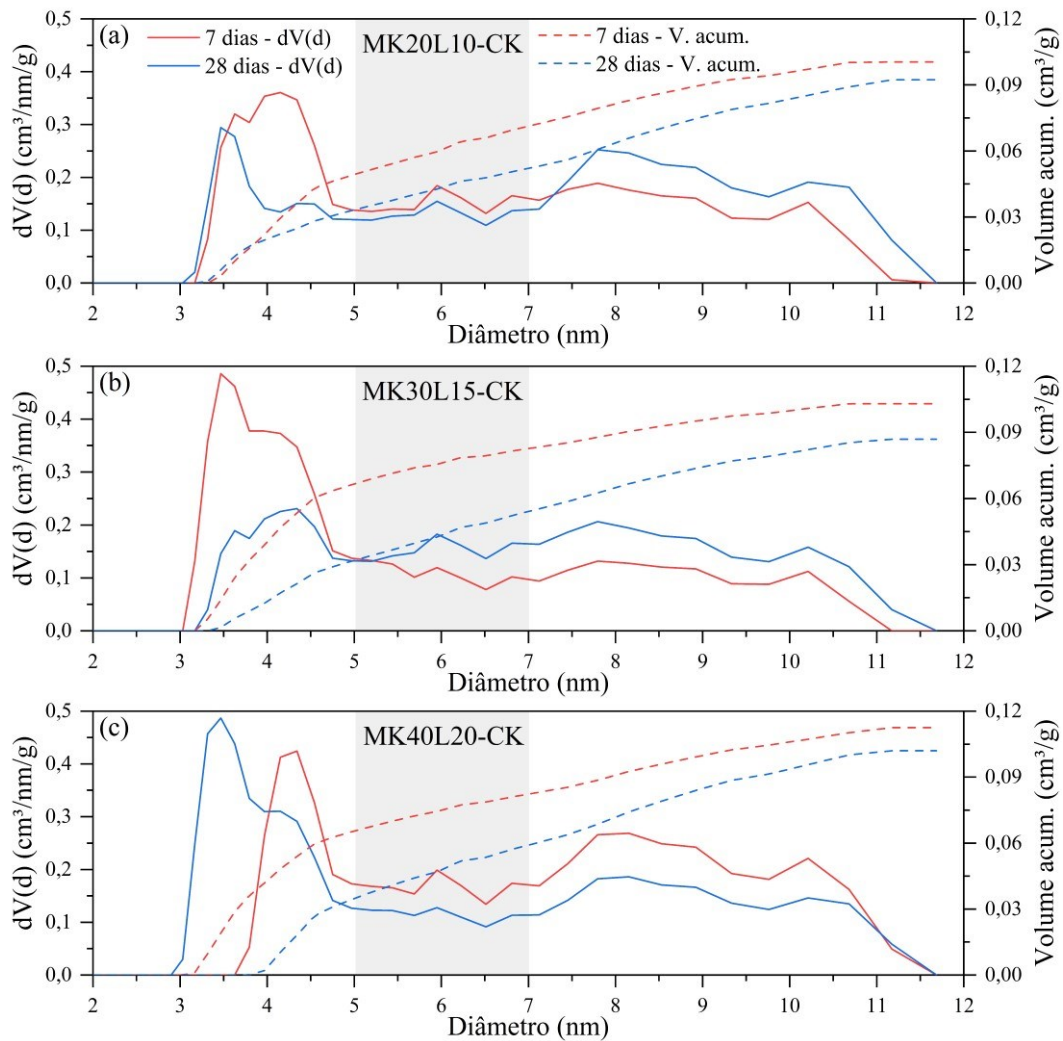 (a)
MK20L10-CK
7 dias - dV(d)
28 dias - dV(d)
7 dias - V. acum.
28 dias - V. acum.
dV(d) (cm³/nm/g)
0,5
0,4
0,3
0,2
0,1
0,0
Volume acum. (cm³/g)
0,12
0,09
0,06
0,03
0,00
2 3 4 5 6 7 8 9 10 11 12
Diâmetro (nm)
(b)
MK30L15-CK
dV(d) (cm³/nm/g)
0,5
0,4
0,3
0,2
0,1
0,0
Volume acum. (cm³/g)
0,12
0,09
0,06
0,03
0,00
2 3 4 5 6 7 8 9 10 11 12
Diâmetro (nm)
(c)
MK40L20-CK
dV(d) (cm³/nm/g)
0,5
0,4
0,3
0,2
0,1
0,0
Volume acum. (cm³/g)
0,12
0,09
0,06
0,03
0,00
2 3 4 5 6 7 8 9 10 11 12
Diâmetro (nm)